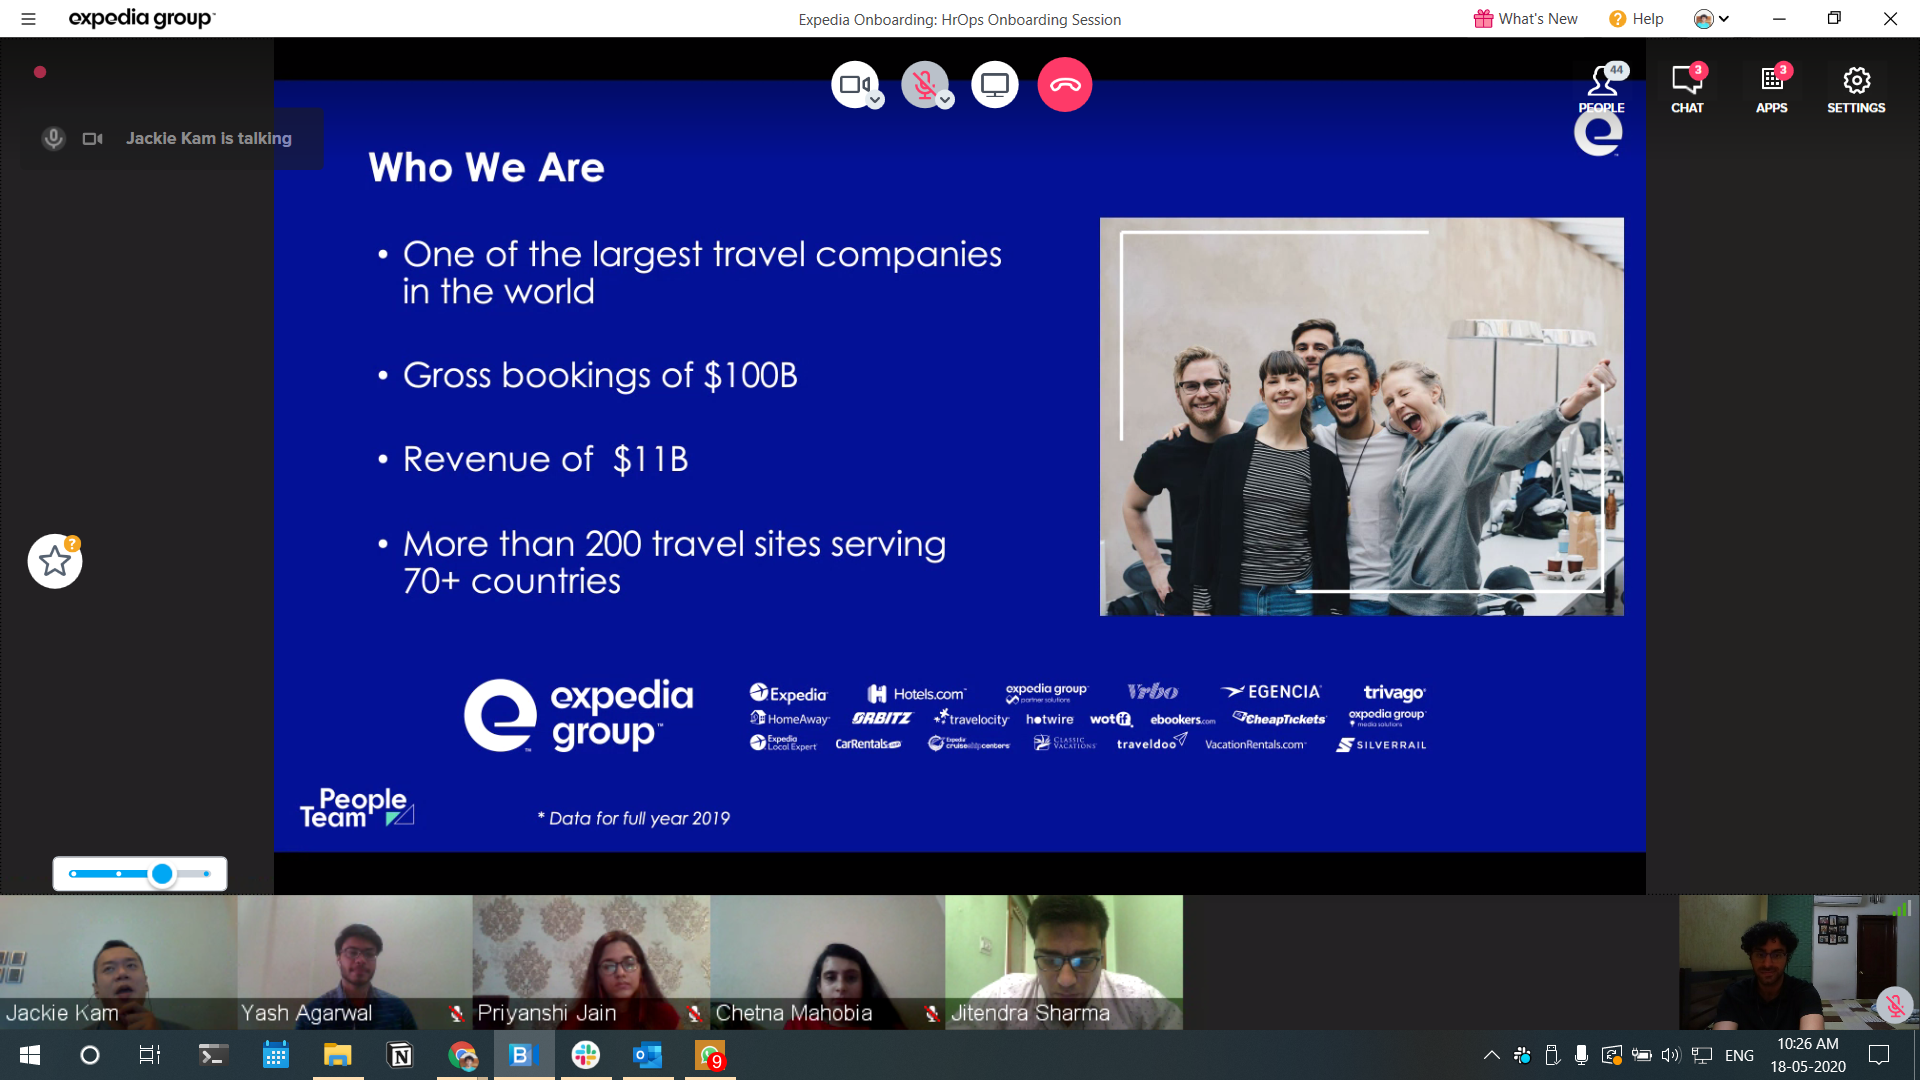 expedia group™
Expedia Onboarding: HrOps Onboarding Session
What's New
? Help
44
PEOPLE
3
CHAT
3
APPS
SETTINGS
Jackie Kam is talking
Who We Are
• One of the largest travel companies
in the world
• Gross bookings of $100B
• Revenue of $11B
• More than 200 travel sites serving
70+ countries
?
expedia
group™
Expedia Hotels.com expedia group partner solutions Vrbo EGENCIA trivago
HomeAway ORBITZ travelocity hotwire wotif. ebookers.com CheapTickets expedia group media solutions
Expedia Local Expert CarRentals Expedia cruiseshipcenters CLASSIC VACATIONS traveldoo VacationRentals.com SILVERRAIL
People
Team
* Data for full year 2019
Jackie Kam
Yash Agarwal
Priyanshi Jain
Chetna Mahobia
Jitendra Sharma
9
ENG
10:26 AM
18-05-2020